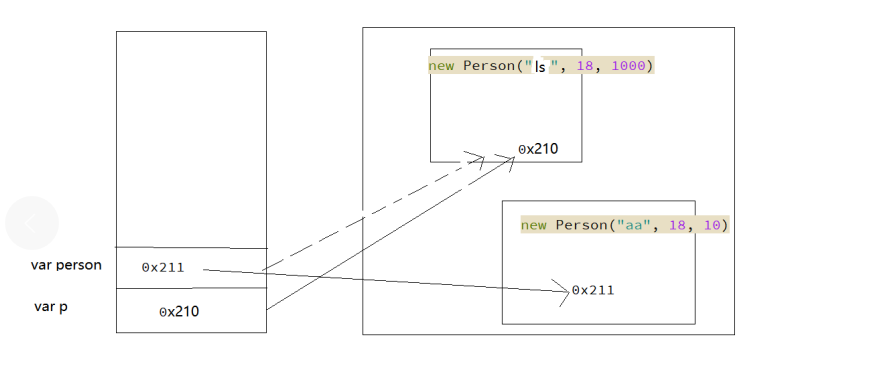 new Person("ls", 18, 1000)
0x210
new Person("aa", 18, 10)
var person
0x211
0x211
var p
0x210